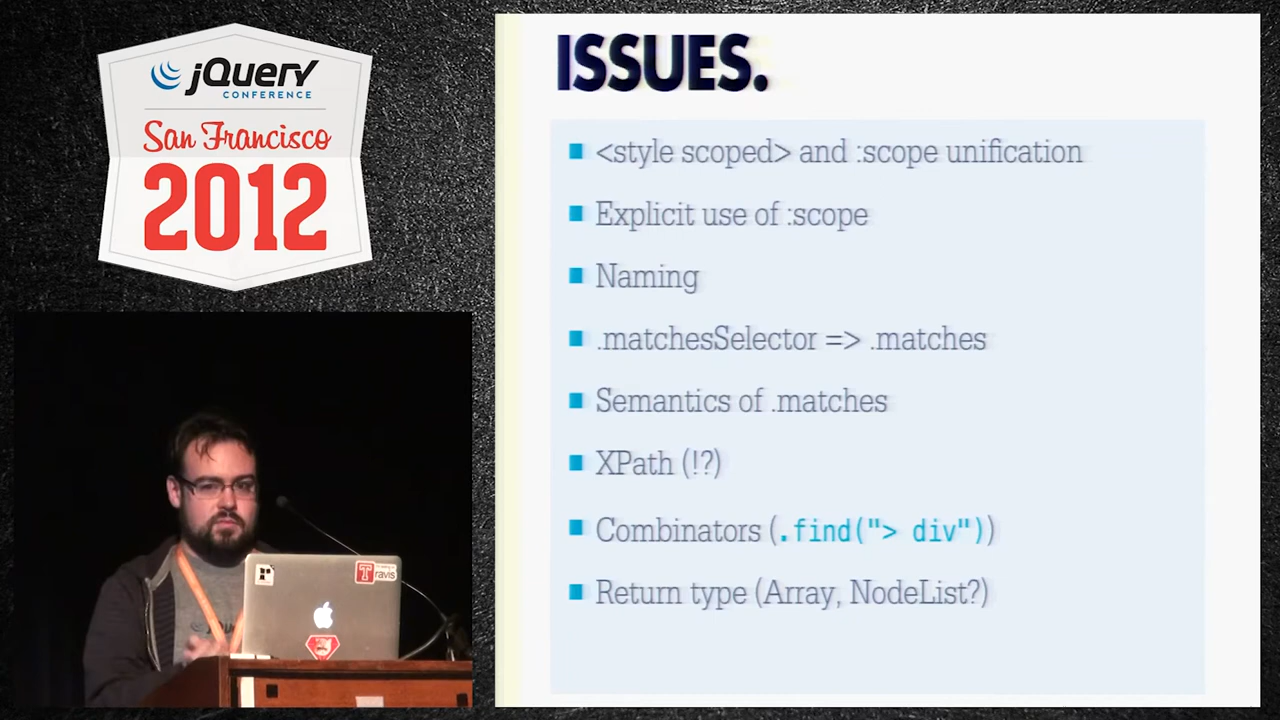 jQuery
CONFERENCE
San Francisco
2012
ISSUES.
<style scoped> and :scope unification
Explicit use of :scope
Naming
.matchesSelector => .matches
Semantics of .matches
XPath (!?)
Combinators (.find("> div"))
Return type (Array, NodeList?)
Travis